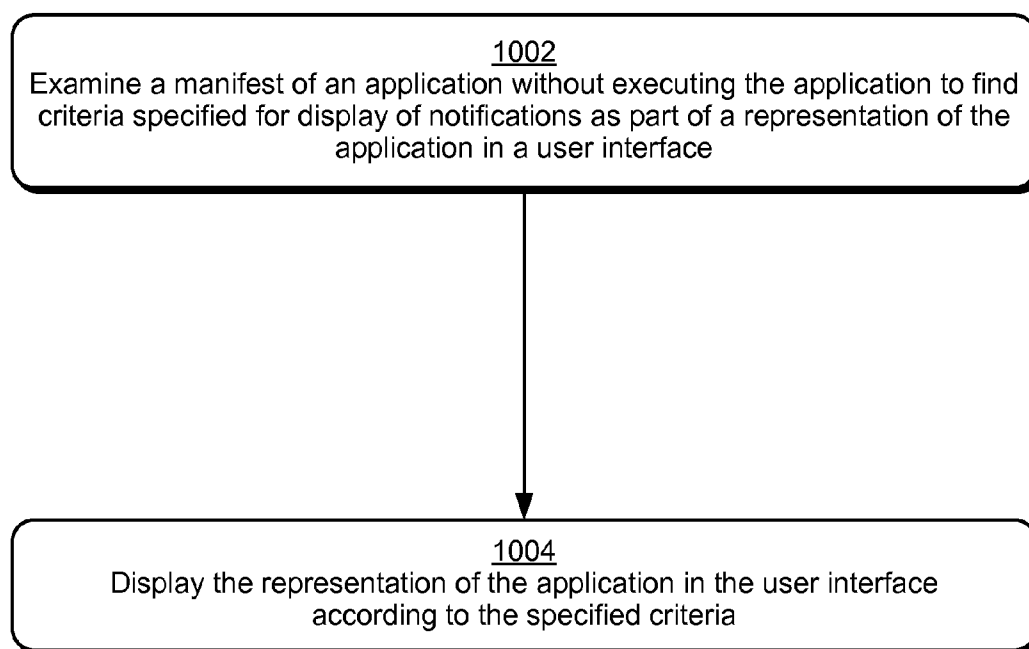 1002
Examine a manifest of an application without executing the application to find
criteria specified for display of notifications as part of a representation of the
application in a user interface
1004
Display the representation of the application in the user interface
according to the specified criteria